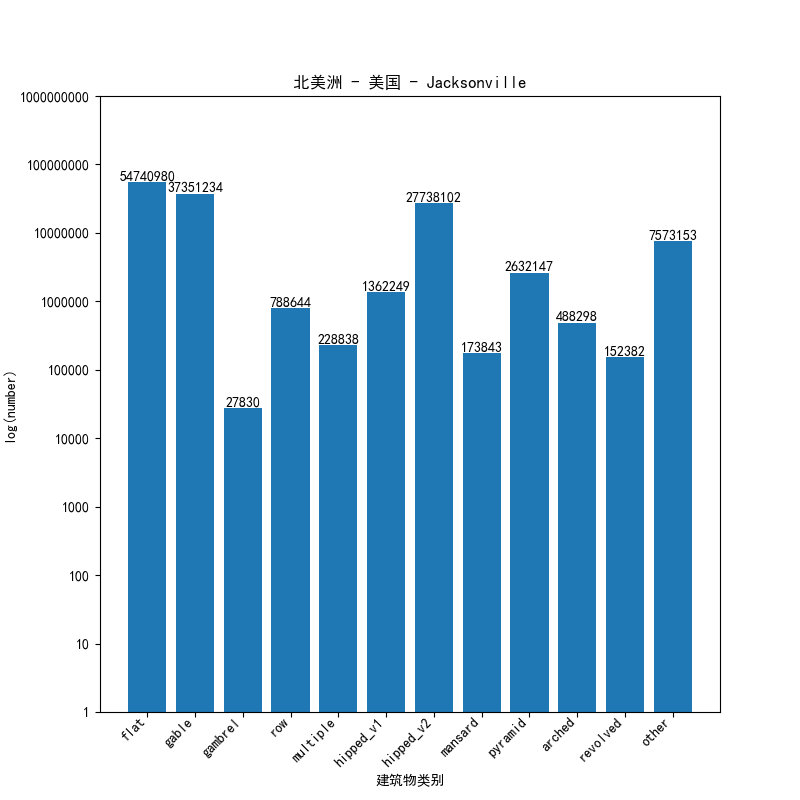 北美洲 - 美国 - Jacksonville
1000000000
100000000
10000000
1000000
100000
10000
1000
100
10
1
log(number)
54740980
37351234
27830
788644
228838
1362249
27738102
173843
2632147
488298
152382
7573153
flat
gable
gambrel
row
multiple
hipped_v1
hipped_v2
mansard
pyramid
arched
revolved
other
建筑物类别